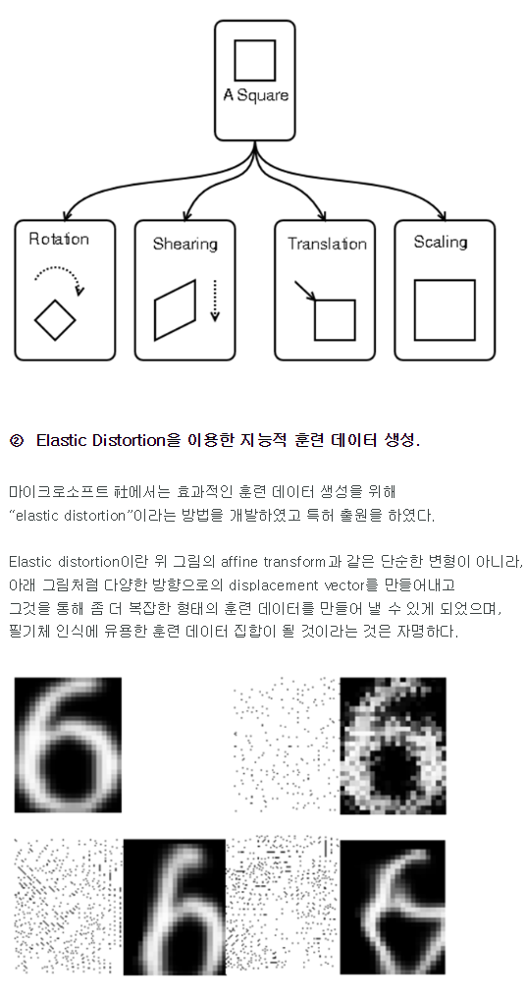 A Square
Rotation
Shearing
Translation
Scaling
② Elastic Distortion을 이용한 지능적 훈련 데이터 생성.
마이크로소프트 社에서는 효과적인 훈련 데이터 생성을 위해
“elastic distortion”이라는 방법을 개발하였고 특허 출원을 하였다.
Elastic distortion이란 위 그림의 affine transform과 같은 단순한 변형이 아니라,
아래 그림처럼 다양한 방향으로의 displacement vector를 만들어내고
그것을 통해 좀 더 복잡한 형태의 훈련 데이터를 만들어 낼 수 있게 되었으며,
필기체 인식에 유용한 훈련 데이터 집합이 될 것이라는 것은 자명하다.
6
6
6